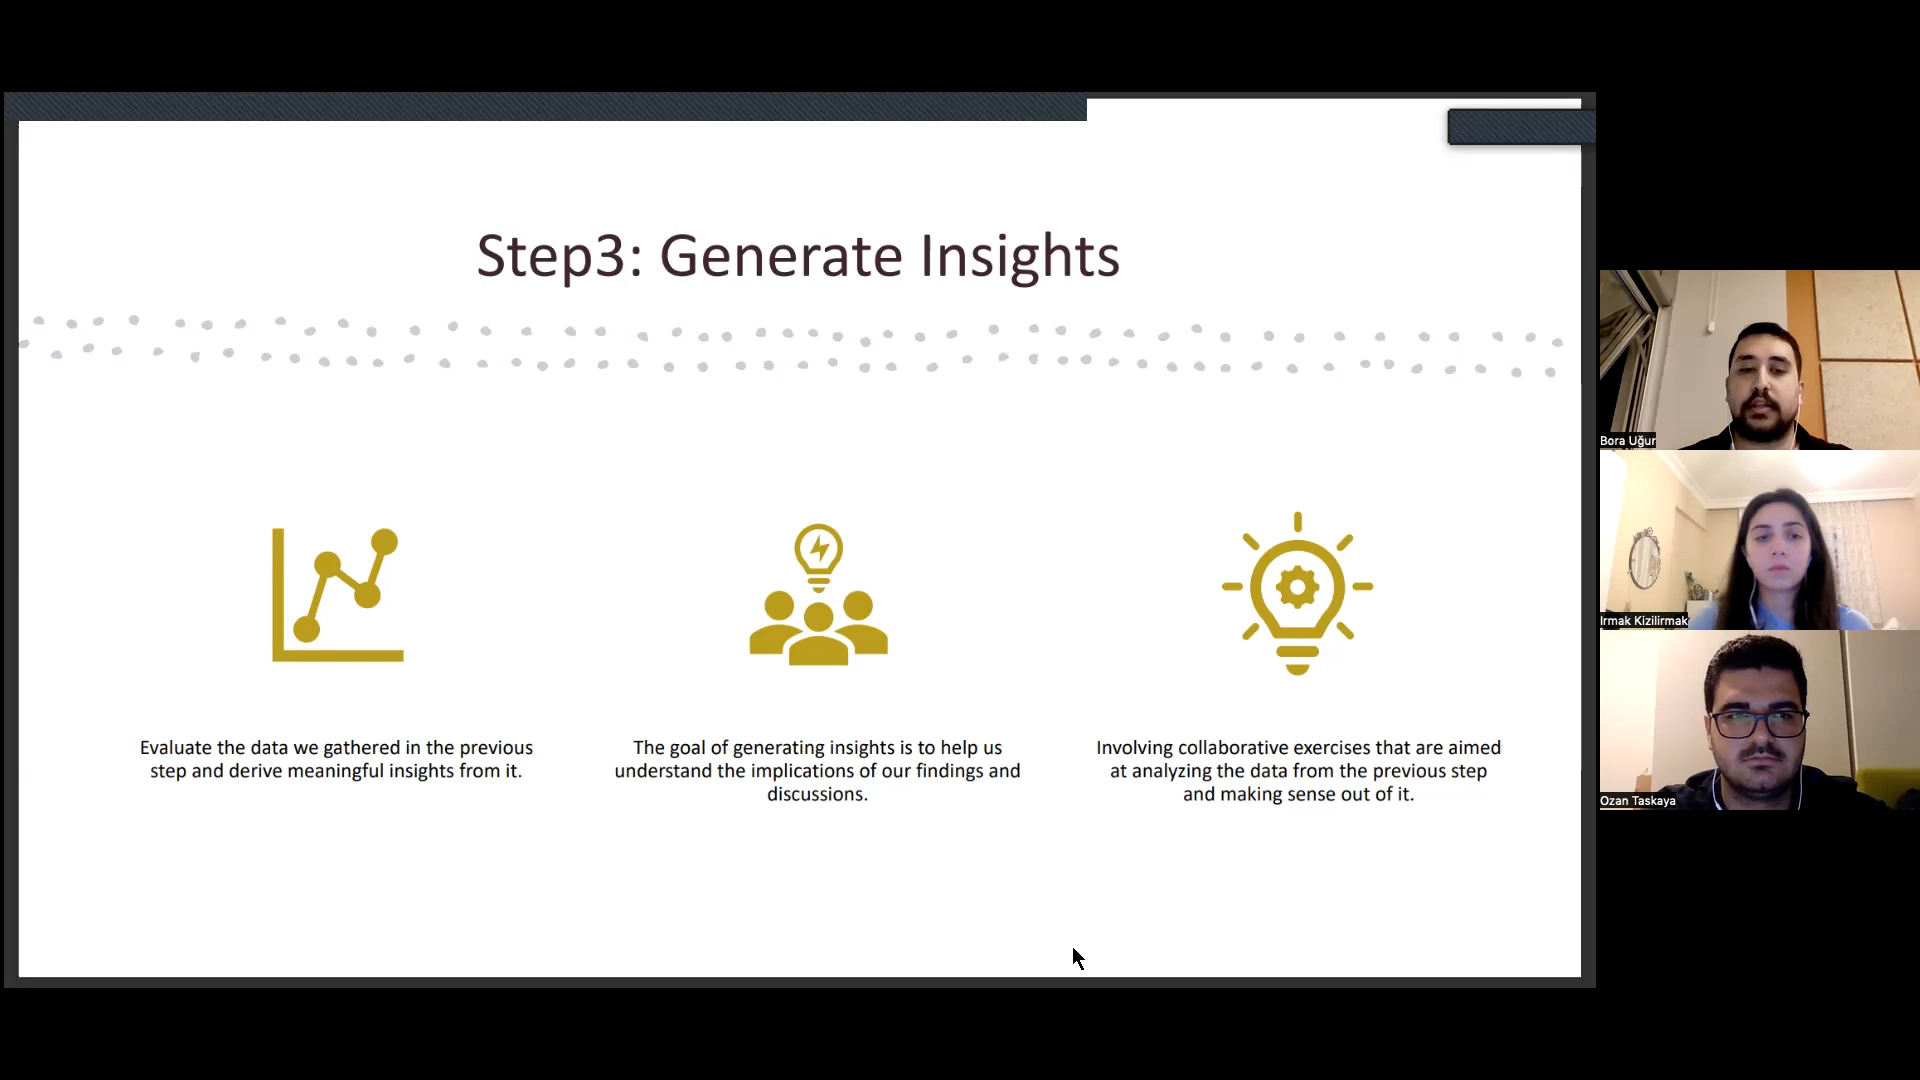 Step3: Generate Insights
Evaluate the data we gathered in the previous
step and derive meaningful insights from it.
The goal of generating insights is to help us
understand the implications of our findings and
discussions.
Involving collaborative exercises that are aimed
at analyzing the data from the previous step
and making sense out of it.
Bora Uğur
Irmak Kizilirmak
Ozan Taskaya